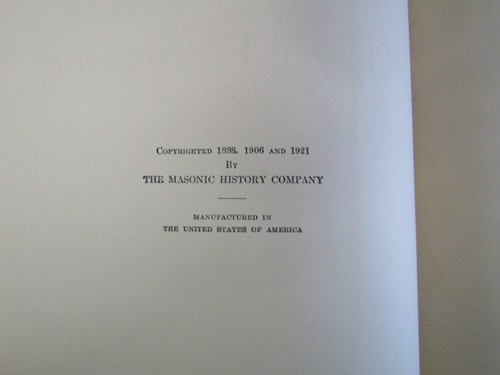 COPYRIGHTED 1898. 1906 AND 1921
BY
THE MASONIC HISTORY COMPANY
MANUFACTURED IN
THE UNITED STATES OF AMERICA